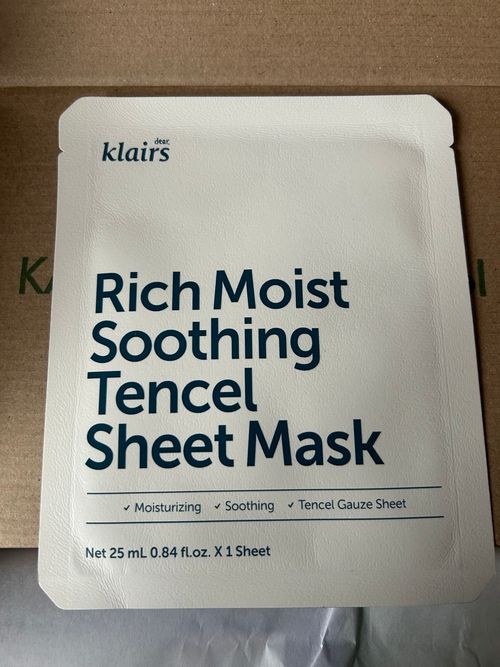 dear,
klairs
Rich Moist
Soothing
Tencel
Sheet Mask
✓ Moisturizing ✓ Soothing ✓ Tencel Gauze Sheet
Net 25 mL 0.84 fl.oz. X 1 Sheet